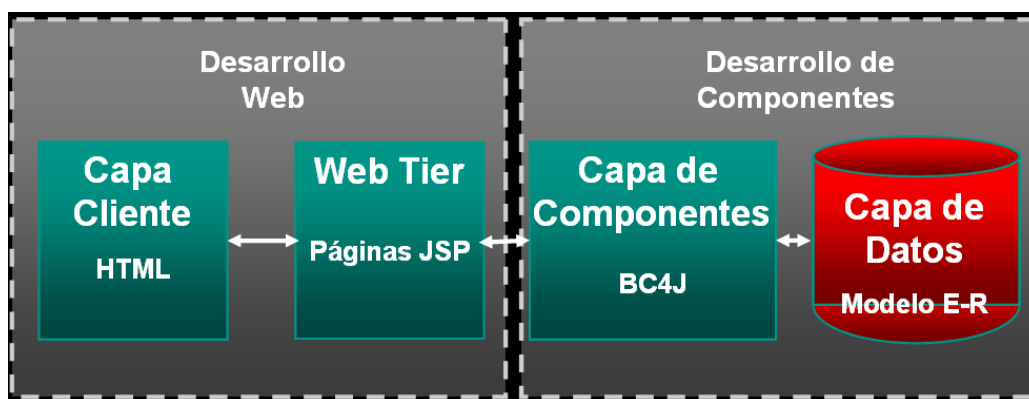 Desarrollo
Web
Desarrollo de
Componentes
Capa
Cliente
HTML
Web Tier
Páginas JSP
Capa de
Componentes
BC4J
Capa de
Datos
Modelo E-R